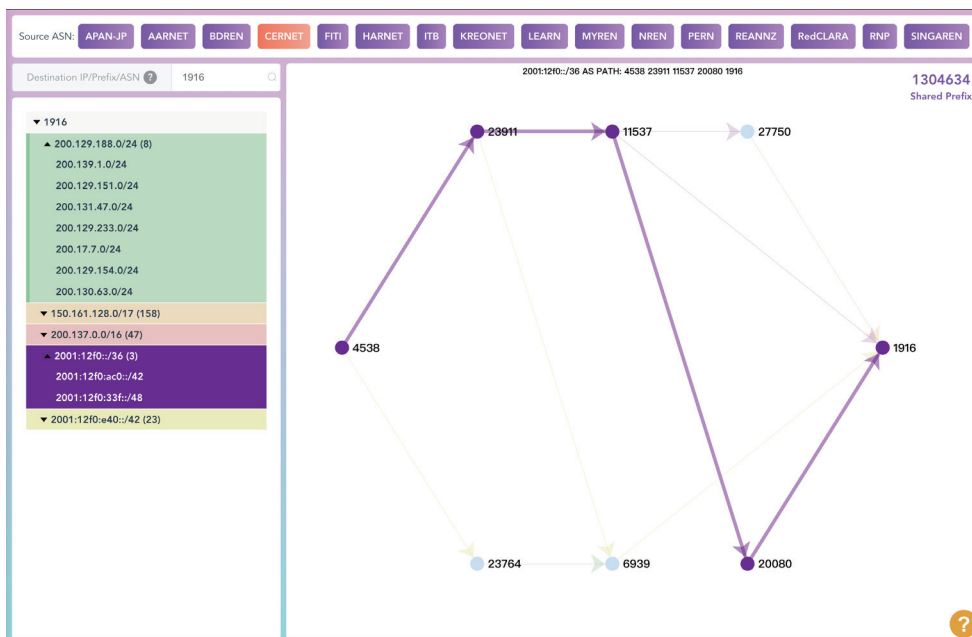 Source ASN: APAN-JP AARNET BDREN CERNET FITI HARNET ITB KREONET LEARN MYREN NREN PERN REANNZ RedCLARA RNP SINGAREN
Destination IP/Prefix/ASN ? 1916
2001:12f0::/36 AS PATH: 4538 23911 11537 20080 1916
1304634
Shared Prefix
1916
200.129.188.0/24 (8)
200.139.1.0/24
200.129.151.0/24
200.131.47.0/24
200.129.233.0/24
200.17.7.0/24
200.129.154.0/24
200.130.63.0/24
150.161.128.0/17 (158)
200.137.0.0/16 (47)
2001:12f0::/36 (3)
2001:12f0:ac0::/42
2001:12f0:33f::/48
2001:12f0:e40::/42 (23)
23911 11537 27750
4538 1916
23764 6939 20080
?